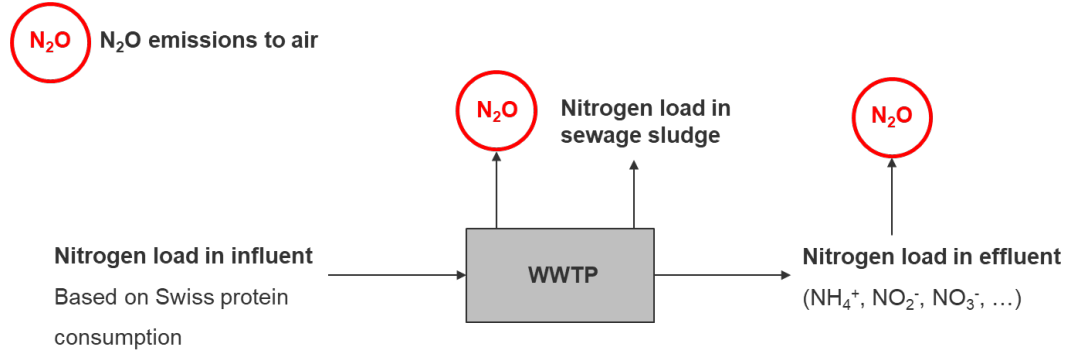 N₂O N₂O emissions to air
N₂O
Nitrogen load in
sewage sludge
N₂O
Nitrogen load in influent
Based on Swiss protein
consumption
WWTP
Nitrogen load in effluent
(NH₄⁺, NO₂⁻, NO₃⁻, …)